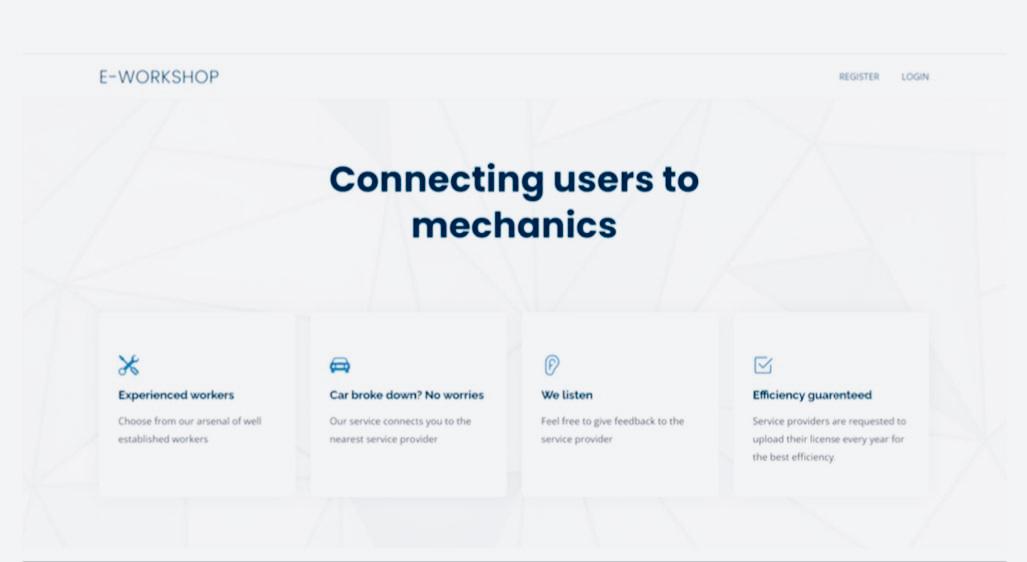 E-WORKSHOP
REGISTER LOGIN
Connecting users to
mechanics
Experienced workers
Choose from our arsenal of well
established workers
Car broke down? No worries
Our service connects you to the
nearest service provider
We listen
Feel free to give feedback to the
service provider
Efficiency guarenteed
Service providers are requested to
upload their license every year for
the best efficiency.